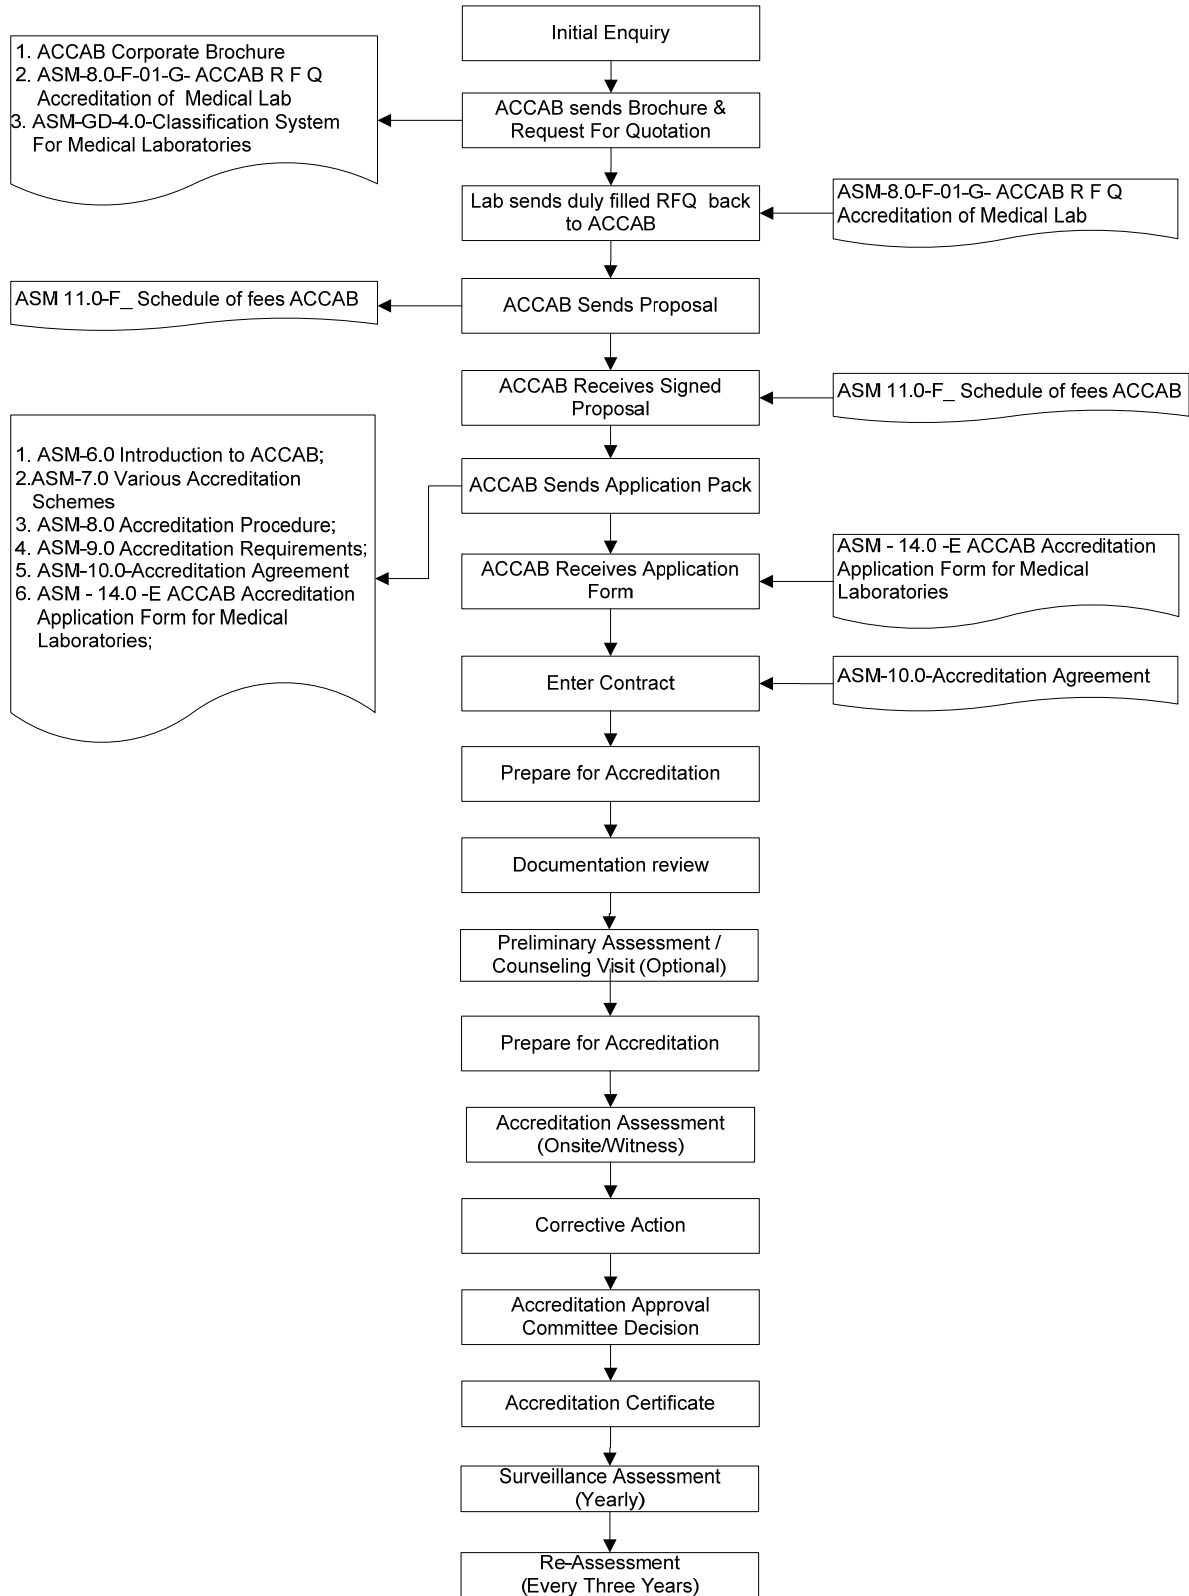 Initial Enquiry
1. ACCAB Corporate Brochure
2. ASM-8.0-F-01-G- ACCAB R F Q
Accreditation of Medical Lab
3. ASM-GD-4.0-Classification System
For Medical Laboratories
ACCAB sends Brochure &
Request For Quotation
Lab sends duly filled RFQ back
to ACCAB
ASM-8.0-F-01-G- ACCAB R F Q
Accreditation of Medical Lab
ASM 11.0-F_ Schedule of fees ACCAB
ACCAB Sends Proposal
ACCAB Receives Signed
Proposal
ASM 11.0-F_ Schedule of fees ACCAB
1. ASM-6.0 Introduction to ACCAB;
2.ASM-7.0 Various Accreditation
Schemes
3. ASM-8.0 Accreditation Procedure;
4. ASM-9.0 Accreditation Requirements;
5. ASM-10.0-Accreditation Agreement
6. ASM - 14.0 -E ACCAB Accreditation
Application Form for Medical
Laboratories;
ACCAB Sends Application Pack
ACCAB Receives Application
Form
ASM - 14.0 -E ACCAB Accreditation
Application Form for Medical
Laboratories
Enter Contract
ASM-10.0-Accreditation Agreement
Prepare for Accreditation
Documentation review
Preliminary Assessment /
Counseling Visit (Optional)
Prepare for Accreditation
Accreditation Assessment
(Onsite/Witness)
Corrective Action
Accreditation Approval
Committee Decision
Accreditation Certificate
Surveillance Assessment
(Yearly)
Re-Assessment
(Every Three Years)